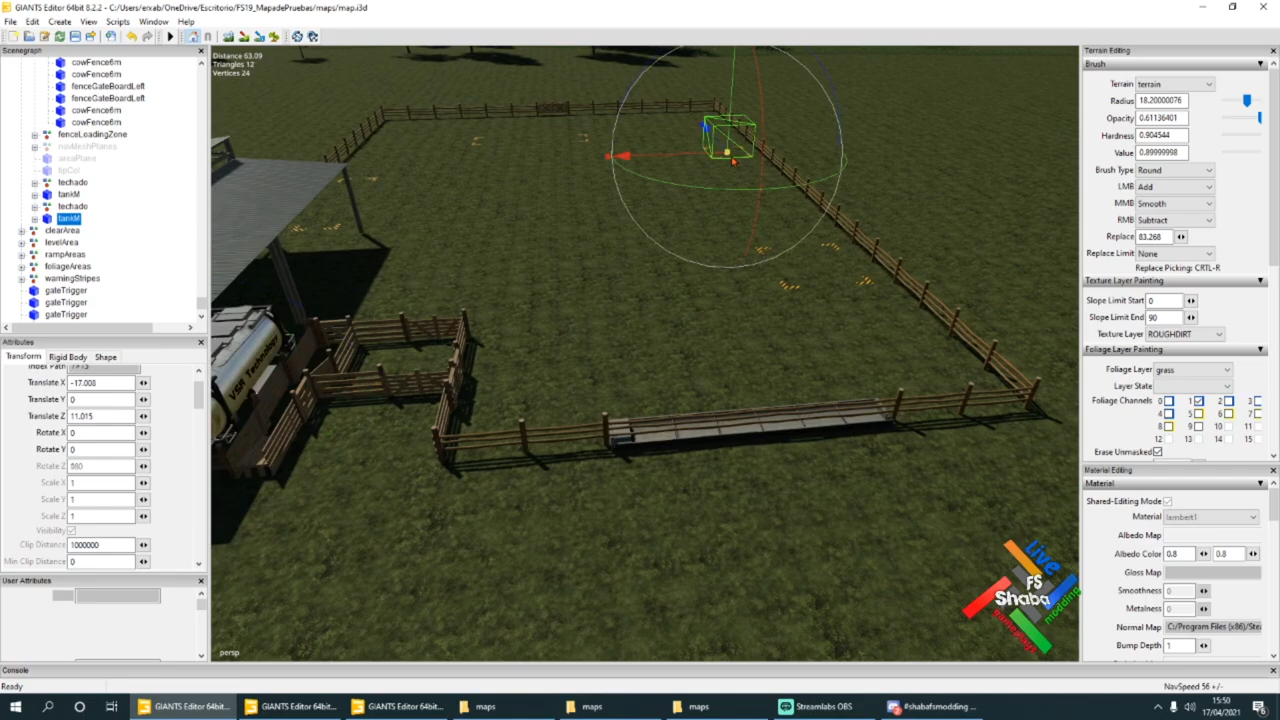 GIANTS Editor 64bit 8.2.2 - C:/Users/erxab/OneDrive/Escritorio/FS19_MapadePruebas/maps/map.i3d
File Edit Create View Scripts Window Help
Scenegraph
cowFence6m
cowFence6m
fenceGateBoardLeft
fenceGateBoardLeft
cowFence6m
cowFence6m
fenceLoadingZone
navMeshPlanes
areaPlane
tipCol
techado
tankM
techado
tankM
clearArea
levelArea
rampAreas
foliageAreas
warningStripes
gateTrigger
gateTrigger
gateTrigger
Attributes
Transform Rigid Body Shape
Index Path
Translate X -17.008
Translate Y 0
Translate Z 11.015
Rotate X 0
Rotate Y 0
Rotate Z
Scale X 1
Scale Y 1
Scale Z 1
Visibility
Clip Distance 1000000
Min Clip Distance 0
User Attributes
Distance 63.09
Triangles 12
Vertices 24
VSR Technology
persp
Live
FS
Shaba
modding
Terrain Editing
Brush
Terrain terrain
Radius 18.20000076
Opacity 0.61136401
Hardness 0.904544
Value 0.89999998
Brush Type Round
LMB Add
MMB Smooth
RMB Subtract
Replace 83.268
Replace Limit None
Replace Picking: CRTL-R
Texture Layer Painting
Slope Limit Start 0
Slope Limit End 90
Texture Layer ROUGHDIRT
Foliage Layer Painting
Foliage Layer grass
Layer State
Foliage Channels 0 1 2 3
4 5 6 7
8 9 10 11
12 13 14 15
Erase Unmasked
Material Editing
Material
Shared-Editing Mode
Material lambert1
Albedo Map
Albedo Color 0.8 0.8
Gloss Map
Smoothness 0
Metalness 0
Normal Map C:/Program Files (x86)/Stea
Bump Depth 1
Console
Ready
NavSpeed 56 +/-
GIANTS Editor 64bit... GIANTS Editor 64bit... GIANTS Editor 64bit... maps maps maps Streamlabs OBS #shabafsmodding ...
15:50
17/04/2021
6